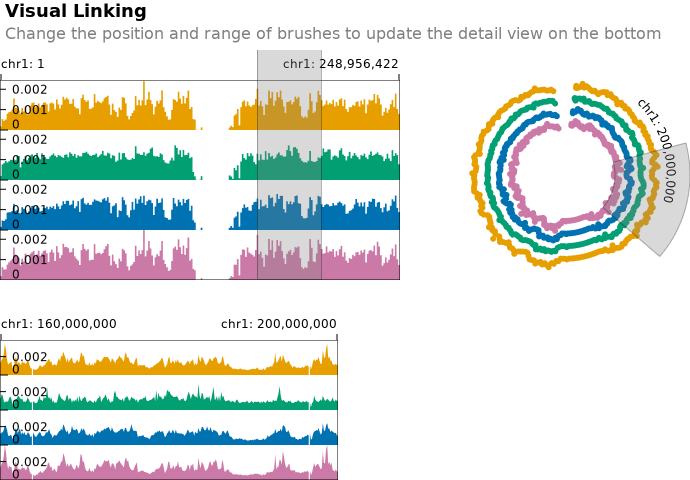 Visual Linking
Change the position and range of brushes to update the detail view on the bottom
chr1: 1
chr1: 248,956,422
0.002
0.001
0
0.002
0.001
0
0.002
0.001
0
0.002
0.001
0
chr1: 200,000,000
chr1: 160,000,000
chr1: 200,000,000
0.002
0
0.002
0
0.002
0
0.002
0